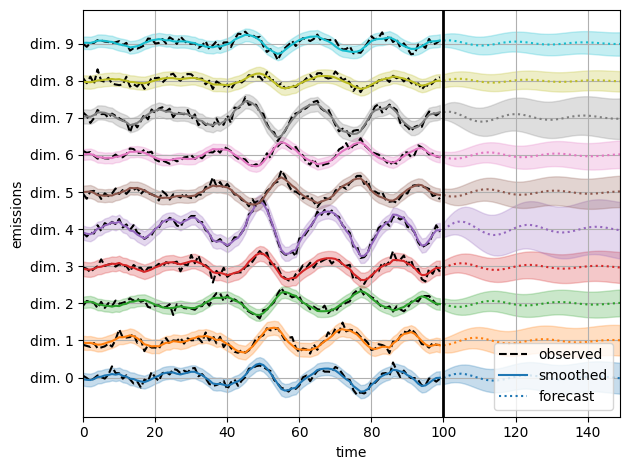 dim. 9
dim. 8
dim. 7
dim. 6
dim. 5
dim. 4
dim. 3
dim. 2
dim. 1
dim. 0
emissions
observed
smoothed
forecast
0 20 40 60 80 100 120 140
time